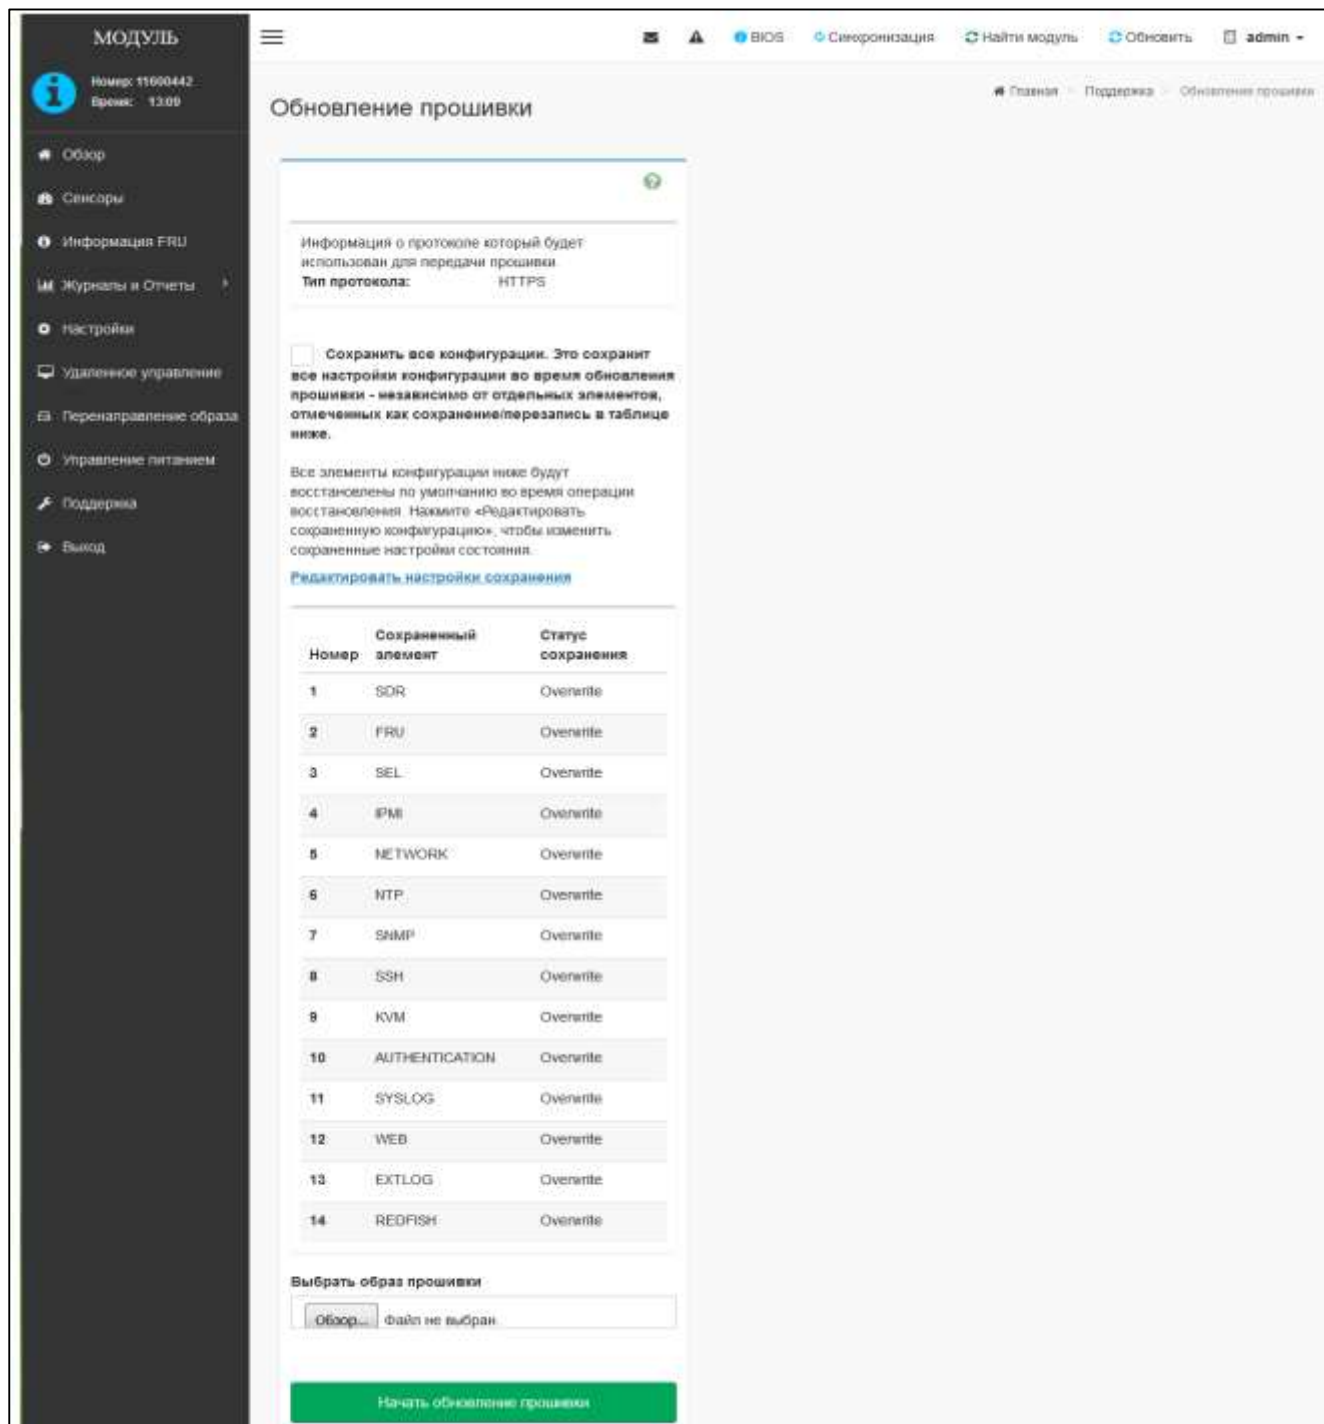 МОДУЛЬ
Номер: 11600442
Время: 13:09
BIOS
Синхронизация
Найти модуль
Обновить
admin
Обновление прошивки
Главная
Поддержка
Обновление прошивки
Обзор
Сенсоры
Информация FRU
Журналы и Отчеты
Настройки
Удаленное управление
Перенаправление образа
Управление питанием
Поддержка
Выход
Информация о протоколе который будет
использован для передачи прошивки
Тип протокола: HTTPS
Сохранить все конфигурации. Это сохранит
все настройки конфигурации во время обновления
прошивки - независимо от отдельных элементов,
отмеченных как сохранение/перезапись в таблице
ниже.
Все элементы конфигурации ниже будут
восстановлены по умолчанию во время операции
восстановления. Нажмите «Редактировать
сохраненную конфигурацию», чтобы изменить
сохраненные настройки состояния.
Редактировать настройки сохранения
Номер Сохраненный элемент Статус сохранения
1 SDR Overwrite
2 FRU Overwrite
3 SEL Overwrite
4 IPMI Overwrite
5 NETWORK Overwrite
6 NTP Overwrite
7 SNMP Overwrite
8 SSH Overwrite
9 KVM Overwrite
10 AUTHENTICATION Overwrite
11 SYSLOG Overwrite
12 WEB Overwrite
13 EXTLOG Overwrite
14 REDFISH Overwrite
Выбрать образ прошивки
Обзор... Файл не выбран.
Начать обновление прошивки